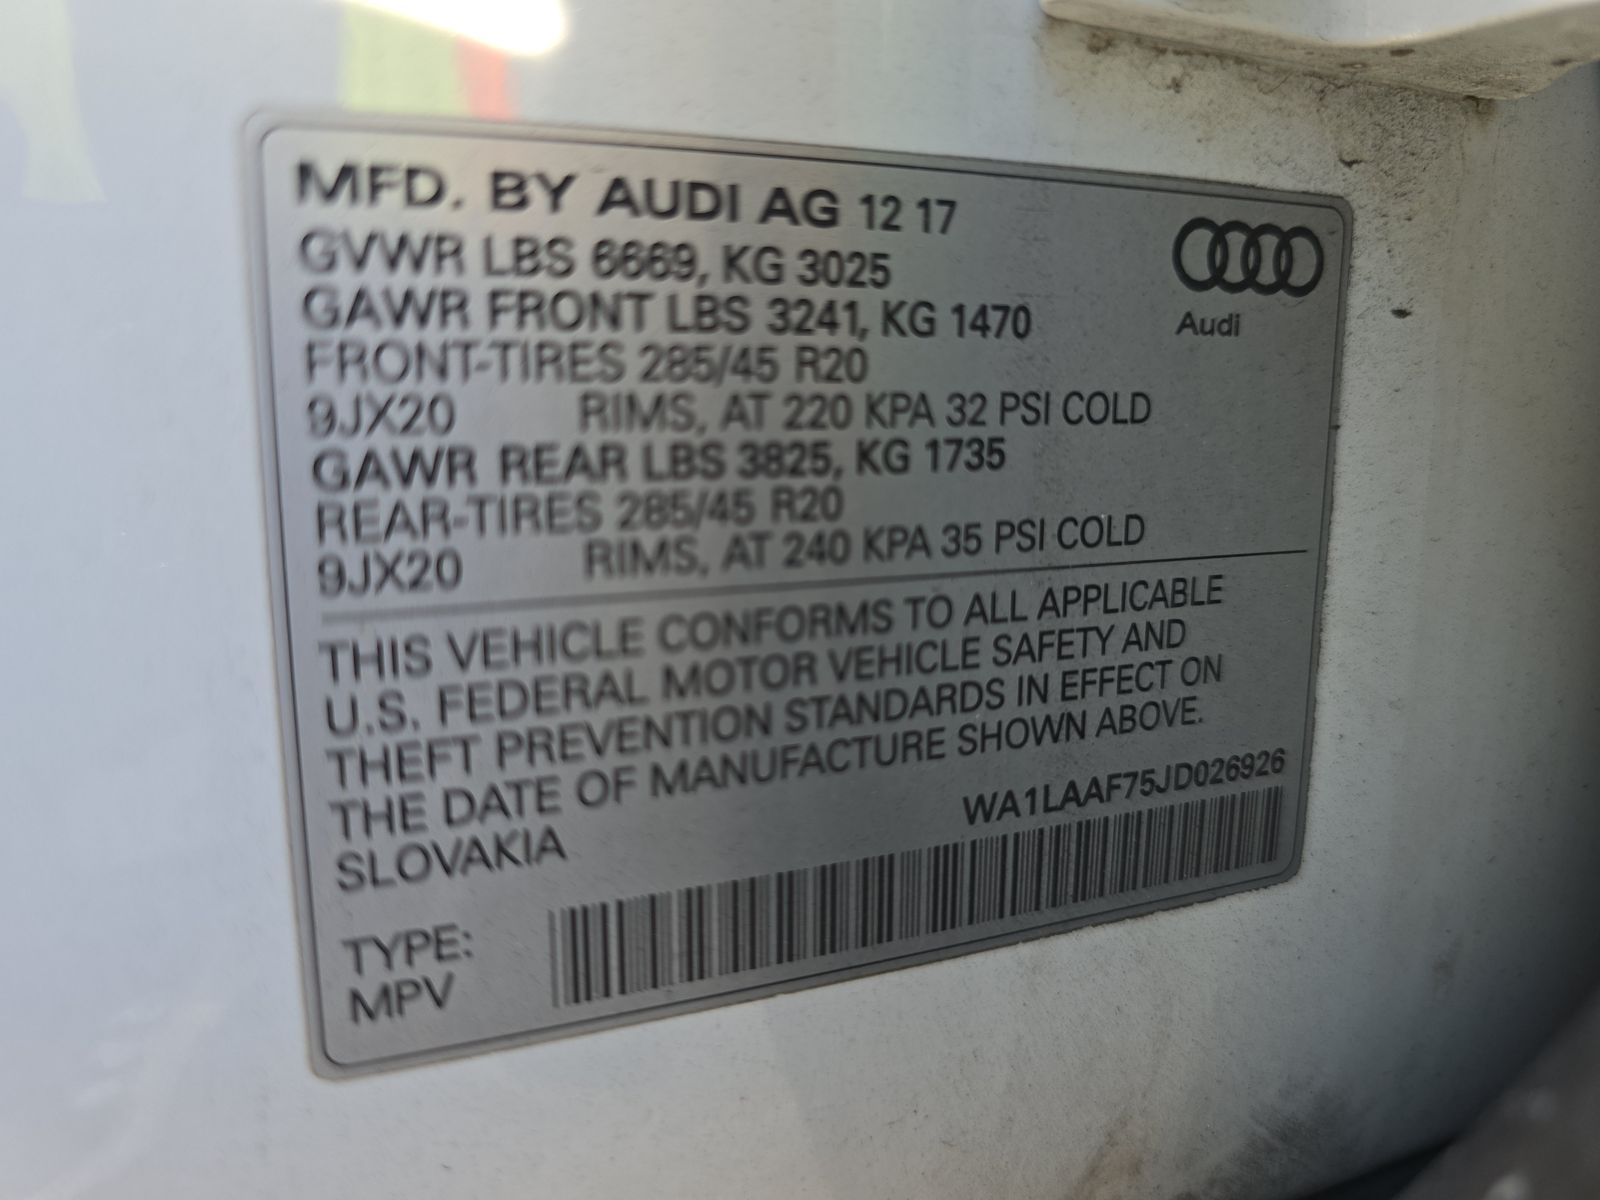 MFD. BY AUDI AG 12 17
GVWR LBS 6669, KG 3025
GAWR FRONT LBS 3241, KG 1470
FRONT-TIRES 285/45 R20
9JX20 RIMS, AT 220 KPA 32 PSI COLD
GAWR REAR LBS 3825, KG 1735
REAR-TIRES 285/45 R20
9JX20 RIMS, AT 240 KPA 35 PSI COLD
Audi
THIS VEHICLE CONFORMS TO ALL APPLICABLE
U.S. FEDERAL MOTOR VEHICLE SAFETY AND
THEFT PREVENTION STANDARDS IN EFFECT ON
THE DATE OF MANUFACTURE SHOWN ABOVE.
SLOVAKIA
WA1LAAF75JD026926
TYPE:
MPV